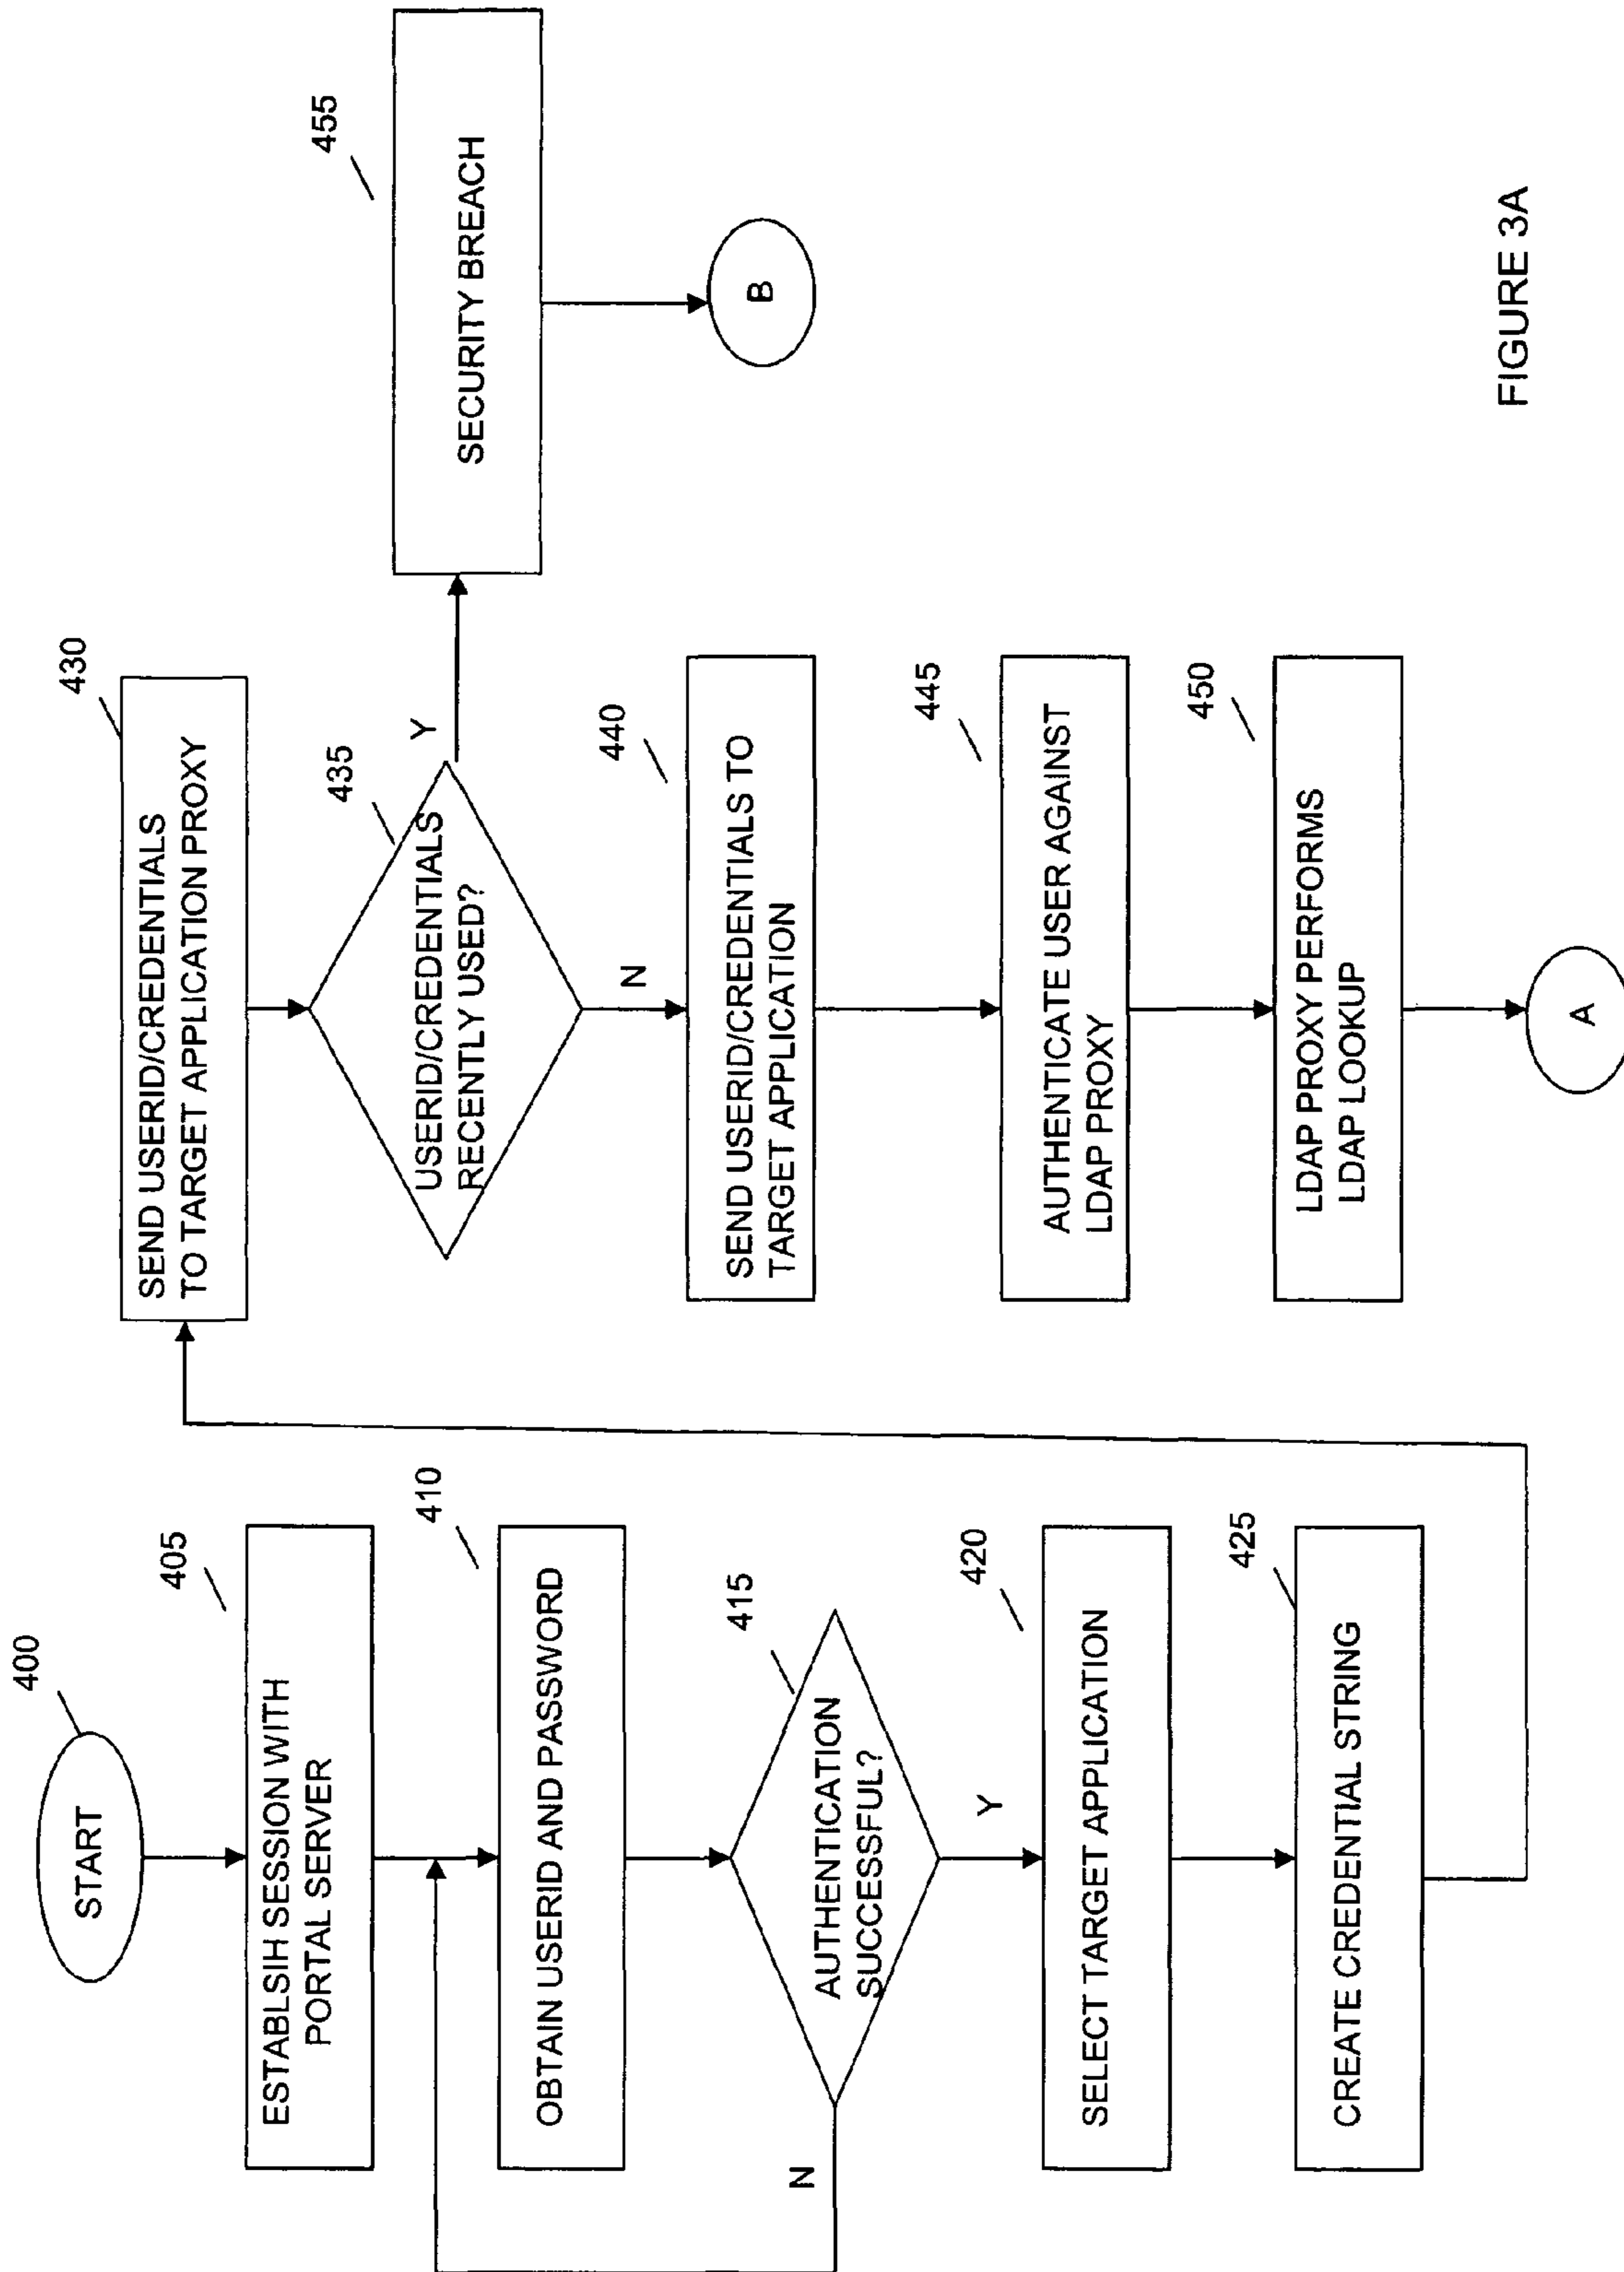 400
START
405
ESTABLSIH SESSION WITH
PORTAL SERVER
410
OBTAIN USERID AND PASSWORD
415
AUTHENTICATION
SUCCESSFUL?
N
Y
420
SELECT TARGET APPLICATION
425
CREATE CREDENTIAL STRING
430
SEND USERID/CREDENTIALS
TO TARGET APPLICATION PROXY
435
USERID/CREDENTIALS
RECENTLY USED?
Y
N
440
SEND USERID/CREDENTIALS TO
TARGET APPLICATION
445
AUTHENTICATE USER AGAINST
LDAP PROXY
450
LDAP PROXY PERFORMS
LDAP LOOKUP
A
455
SECURITY BREACH
B
FIGURE 3A